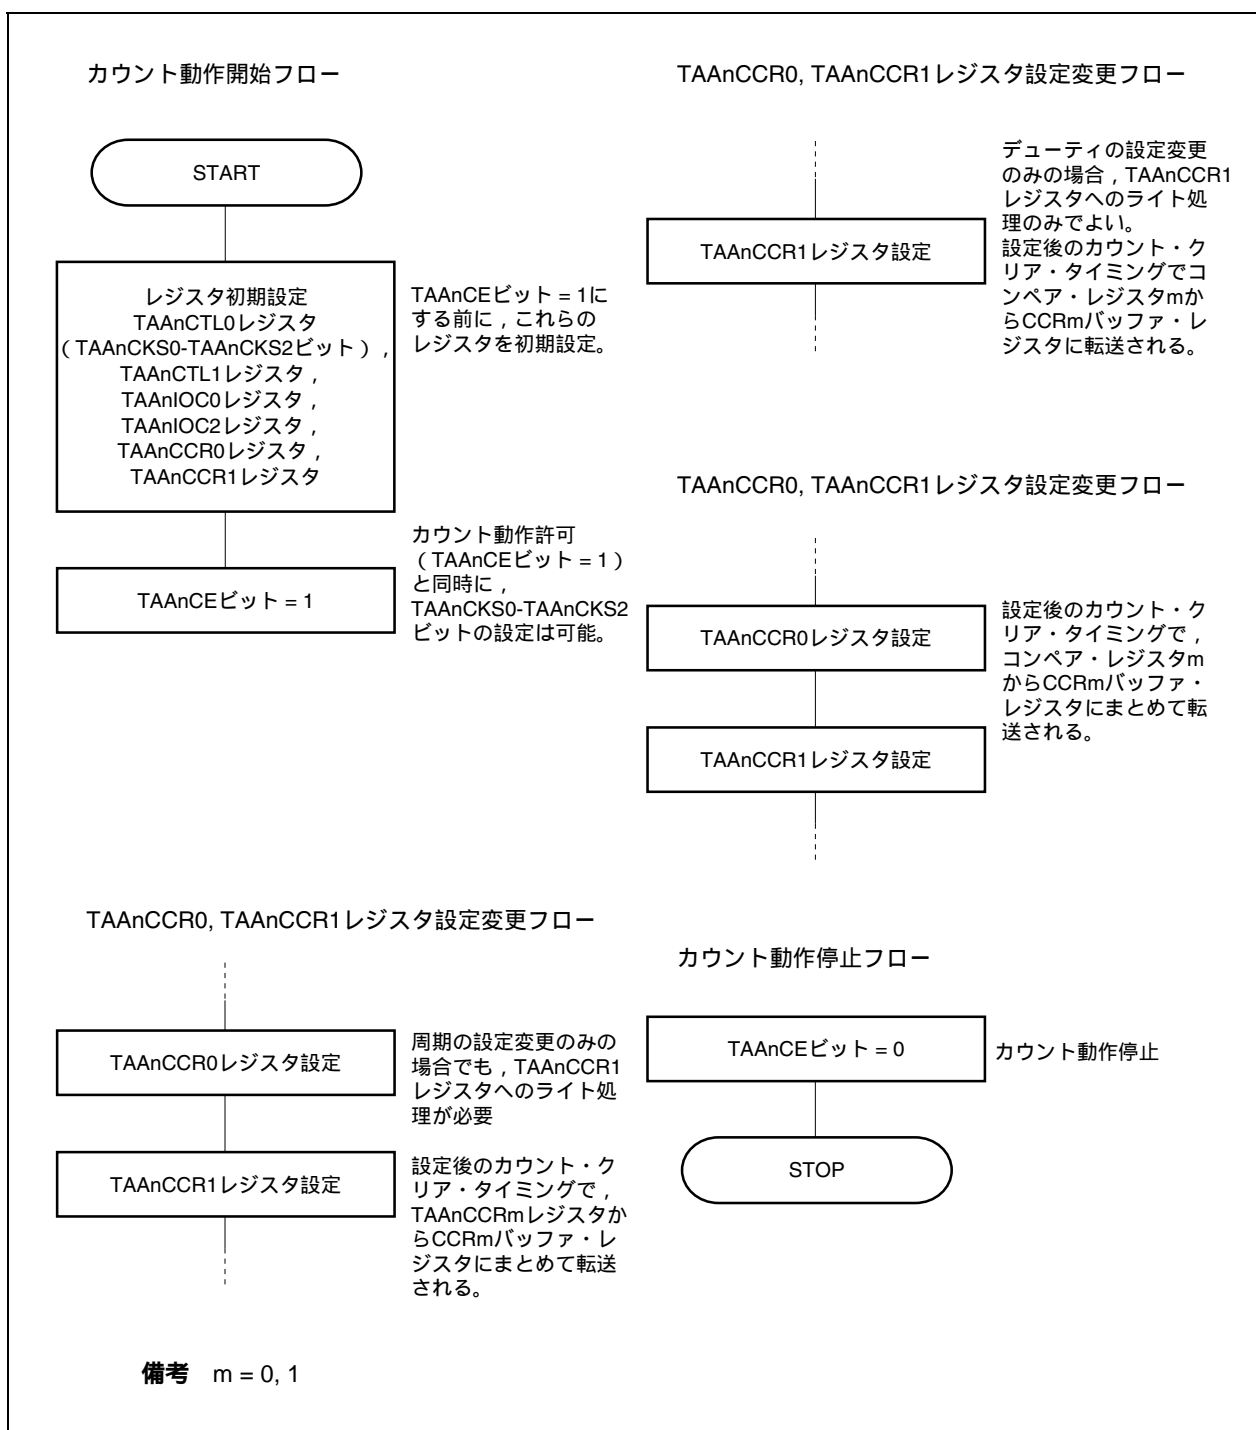 カウント動作開始フロー
START
レジスタ初期設定
TAAnCTL0レジスタ
（TAAnCKS0-TAAnCKS2ビット），
TAAnCTL1レジスタ，
TAAnIOC0レジスタ，
TAAnIOC2レジスタ，
TAAnCCR0レジスタ，
TAAnCCR1レジスタ
TAAnCEビット = 1に
する前に，これらの
レジスタを初期設定。
TAAnCEビット = 1
カウント動作許可
（TAAnCEビット = 1）
と同時に，
TAAnCKS0-TAAnCKS2
ビットの設定は可能。
TAAnCCR0, TAAnCCR1レジスタ設定変更フロー
TAAnCCR0レジスタ設定
周期の設定変更のみの
場合でも，TAAnCCR1
レジスタへのライト処
理が必要
TAAnCCR1レジスタ設定
設定後のカウント・ク
リア・タイミングで，
TAAnCCRmレジスタか
らCCRmバッファ・レ
ジスタにまとめて転送
される。
TAAnCCR0, TAAnCCR1レジスタ設定変更フロー
TAAnCCR1レジスタ設定
デューティの設定変更
のみの場合，TAAnCCR1
レジスタへのライト処
理のみでよい。
設定後のカウント・ク
リア・タイミングでコ
ンペア・レジスタmか
らCCRmバッファ・レ
ジスタに転送される。
TAAnCCR0, TAAnCCR1レジスタ設定変更フロー
TAAnCCR0レジスタ設定
TAAnCCR1レジスタ設定
設定後のカウント・ク
リア・タイミングで，
コンペア・レジスタm
からCCRmバッファ・
レジスタにまとめて転
送される。
カウント動作停止フロー
TAAnCEビット = 0
カウント動作停止
STOP
備考 m = 0, 1